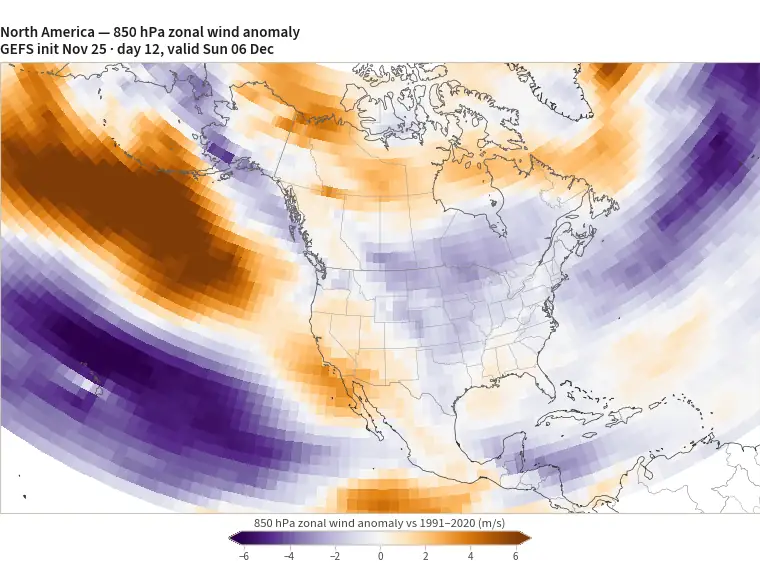 North America — 850 hPa zonal wind anomaly
GEFS init Nov 25 · day 12, valid Sun 06 Dec
850 hPa zonal wind anomaly vs 1991–2020 (m/s)
−6 −4 −2 0 2 4 6